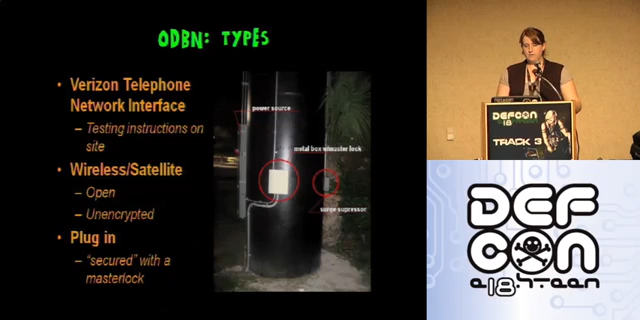 ODBN: TYPES
• Verizon Telephone
Network Interface
– Testing instructions on
site
• Wireless/Satellite
– Open
– Unencrypted
• Plug in
– "secured" with a
masterlock
power source
metal box w/master lock
surge supressor
DEFCON
18
TRACK 3
DEF
CON
e18hteen